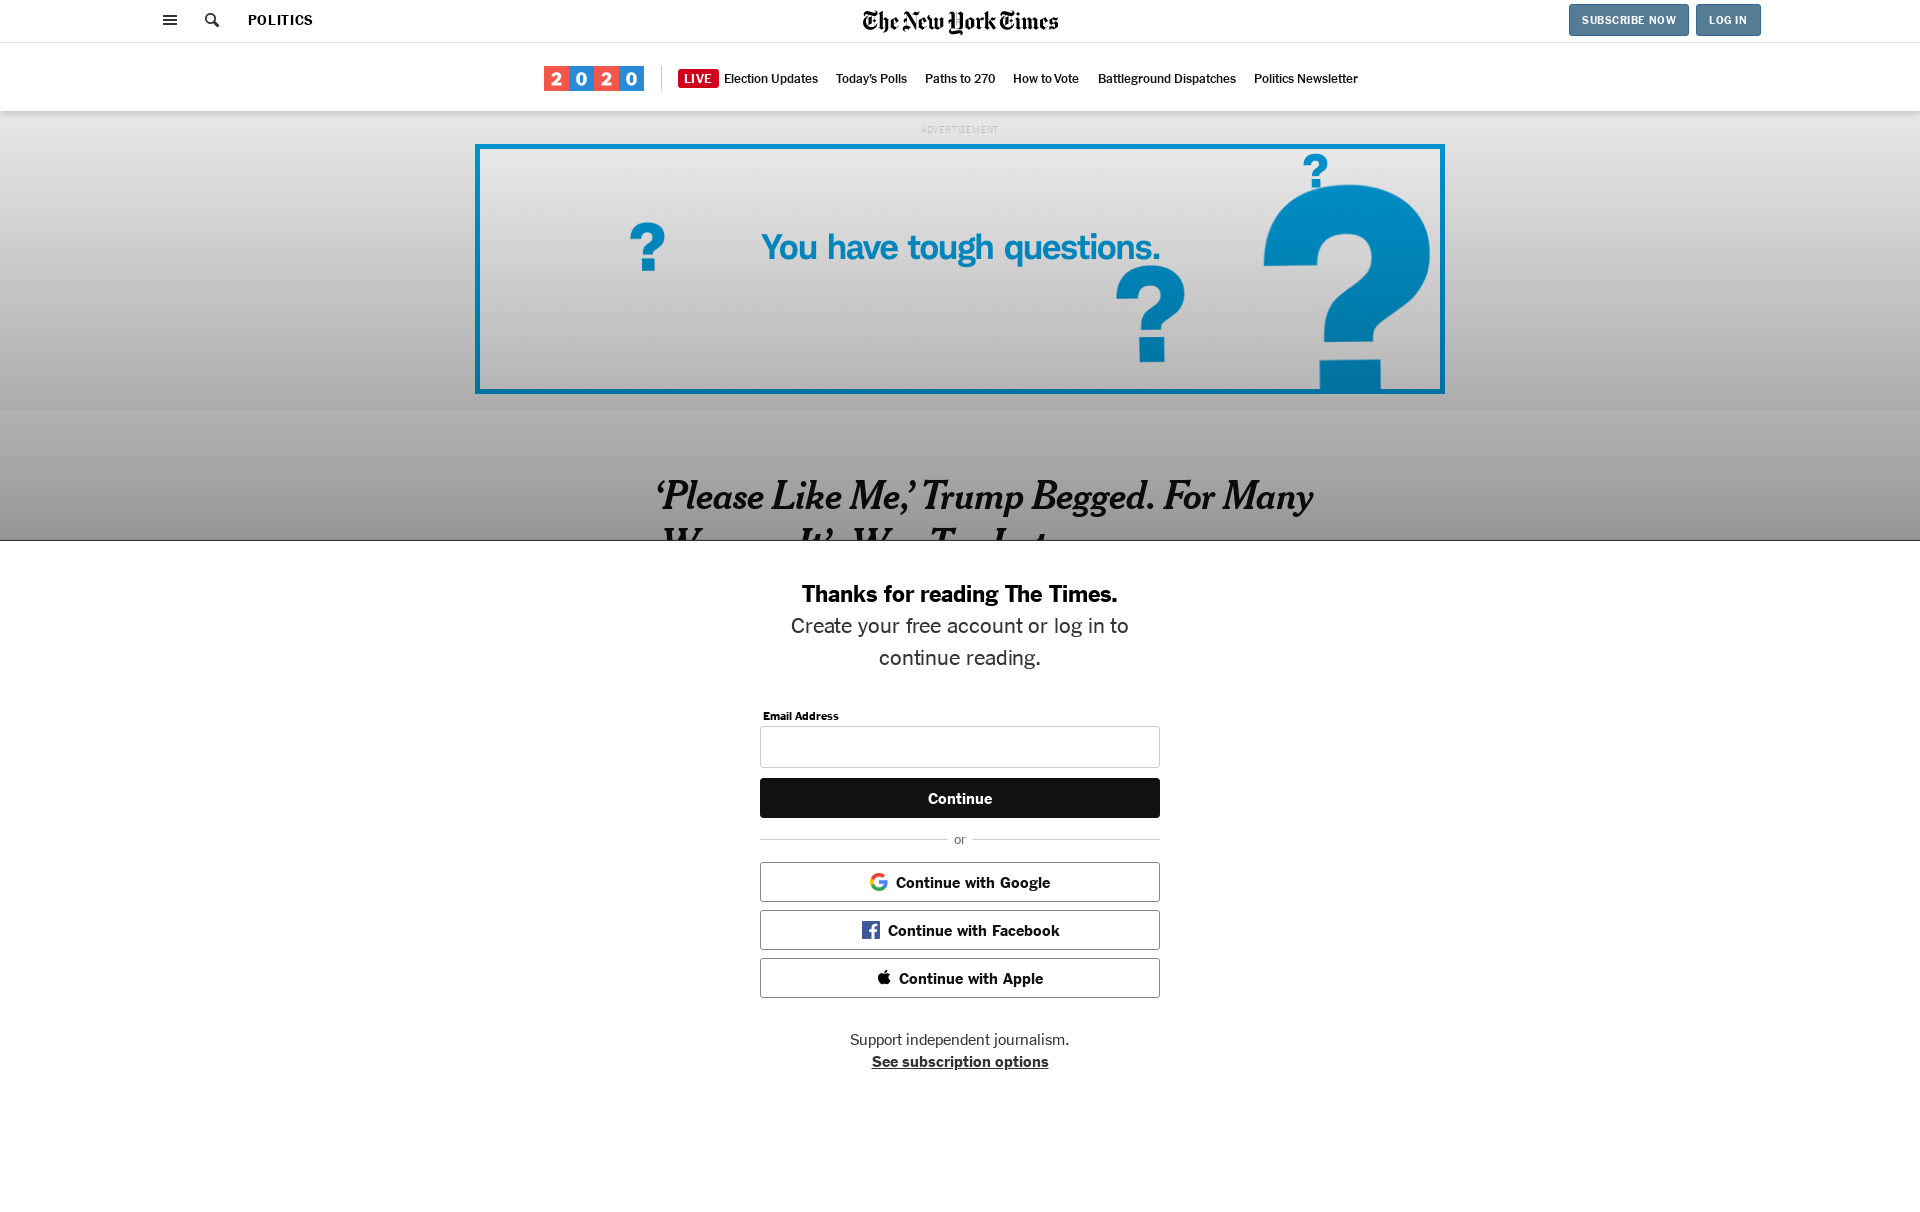 POLITICS
The New York Times
SUBSCRIBE NOW
LOG IN
2020
LIVE Election Updates
Today's Polls
Paths to 270
How to Vote
Battleground Dispatches
Politics Newsletter
ADVERTISEMENT
?
? You have tough questions.
?
?
‘Please Like Me,’ Trump Begged. For Many
Thanks for reading The Times.
Create your free account or log in to
continue reading.
Email Address
Continue
or
Continue with Google
Continue with Facebook
Continue with Apple
Support independent journalism.
See subscription options